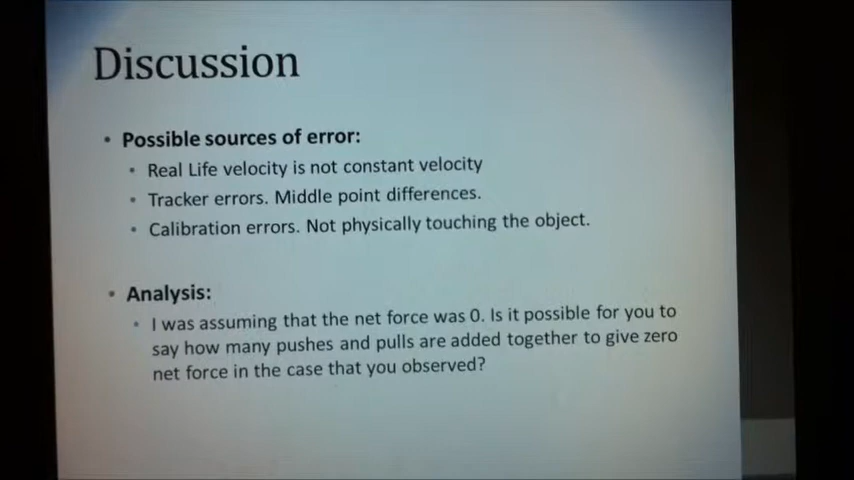 Discussion
• Possible sources of error:
• Real Life velocity is not constant velocity
• Tracker errors. Middle point differences.
• Calibration errors. Not physically touching the object.
• Analysis:
• I was assuming that the net force was 0. Is it possible for you to
say how many pushes and pulls are added together to give zero
net force in the case that you observed?